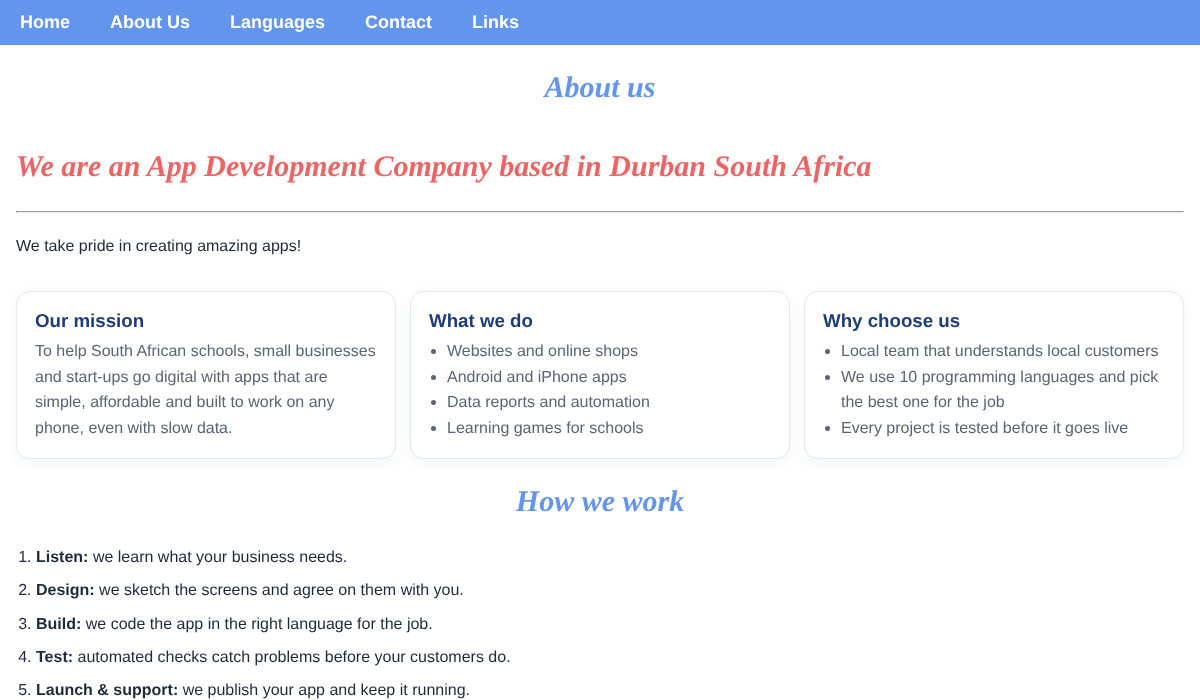 Home About Us Languages Contact Links
About us
We are an App Development Company based in Durban South Africa
We take pride in creating amazing apps!
Our mission
To help South African schools, small businesses
and start-ups go digital with apps that are
simple, affordable and built to work on any
phone, even with slow data.
What we do
• Websites and online shops
• Android and iPhone apps
• Data reports and automation
• Learning games for schools
Why choose us
• Local team that understands local customers
• We use 10 programming languages and pick
the best one for the job
• Every project is tested before it goes live
How we work
1. Listen: we learn what your business needs.
2. Design: we sketch the screens and agree on them with you.
3. Build: we code the app in the right language for the job.
4. Test: automated checks catch problems before your customers do.
5. Launch & support: we publish your app and keep it running.